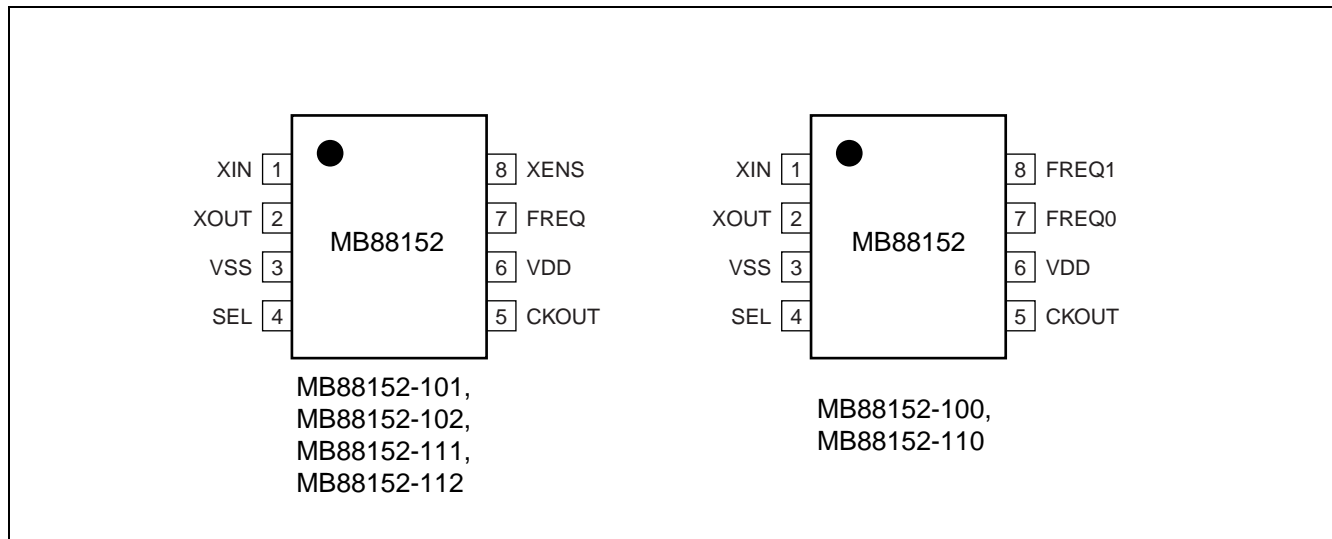 XIN 1 8 XENS
XOUT 2 7 FREQ
MB88152
VSS 3 6 VDD
SEL 4 5 CKOUT
MB88152-101,
MB88152-102,
MB88152-111,
MB88152-112
XIN 1 8 FREQ1
XOUT 2 7 FREQ0
MB88152
VSS 3 6 VDD
SEL 4 5 CKOUT
MB88152-100,
MB88152-110